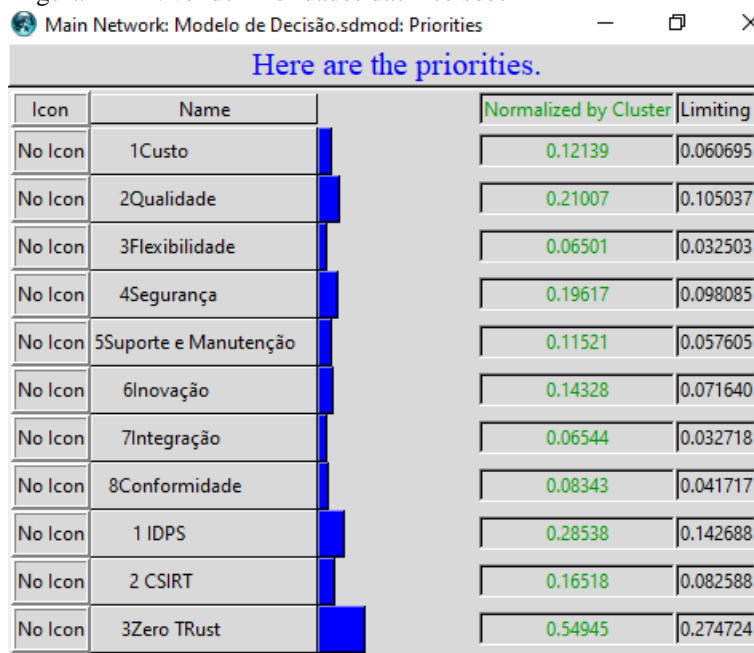 Main Network: Modelo de Decisão.sdmod: Priorities
Here are the priorities.
Icon Name Normalized by Cluster Limiting
No Icon 1Custo 0.12139 0.060695
No Icon 2Qualidade 0.21007 0.105037
No Icon 3Flexibilidade 0.06501 0.032503
No Icon 4Segurança 0.19617 0.098085
No Icon 5Suporte e Manutenção 0.11521 0.057605
No Icon 6Inovação 0.14328 0.071640
No Icon 7Integração 0.06544 0.032718
No Icon 8Conformidade 0.08343 0.041717
No Icon 1 IDPS 0.28538 0.142688
No Icon 2 CSIRT 0.16518 0.082588
No Icon 3Zero TRust 0.54945 0.274724